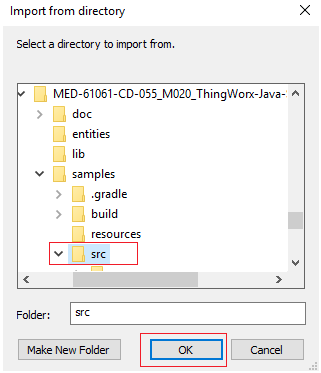 Import from directory
Select a directory to import from.
MED-61061-CD-055_M020_ThingWorx-Java-
doc
entities
lib
samples
.gradle
build
resources
src
Folder: src
Make New Folder OK Cancel